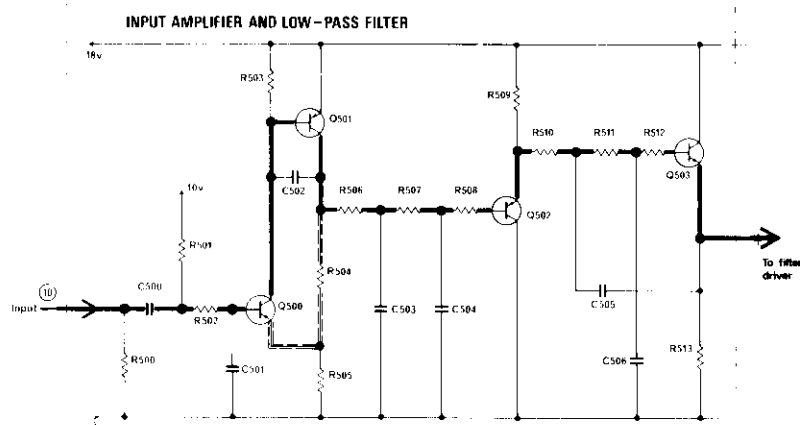 INPUT AMPLIFIER AND LOW-PASS FILTER
18v
R503
R509
Q501
R510
R511
R512
Q503
C502
10v
R506
R507
R508
Q502
R501
R504
To filter
driver
10
C500
Input
Q500
R502
C503
C504
C505
R500
C501
R505
C506
R513